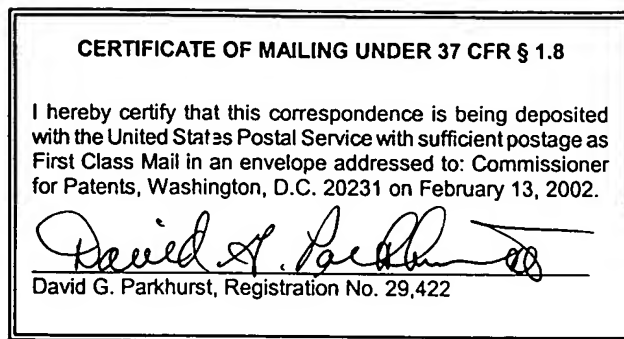 CERTIFICATE OF MAILING UNDER 37 CFR § 1.8
I hereby certify that this correspondence is being deposited
with the United States Postal Service with sufficient postage as
First Class Mail in an envelope addressed to: Commissioner
for Patents, Washington, D.C. 20231 on February 13, 2002.
David G. Parkhurst
David G. Parkhurst, Registration No. 29,422